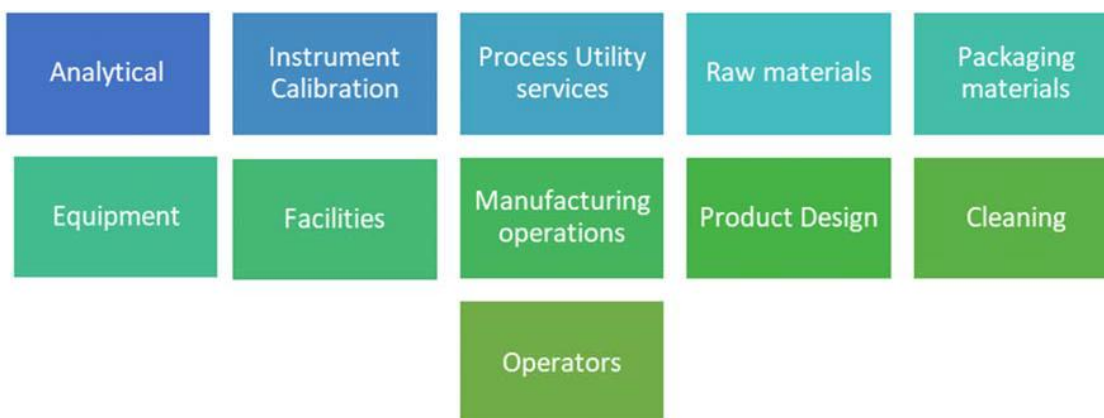 Analytical
Instrument
Calibration
Process Utility
services
Raw materials
Packaging
materials
Equipment
Facilities
Manufacturing
operations
Product Design
Cleaning
Operators